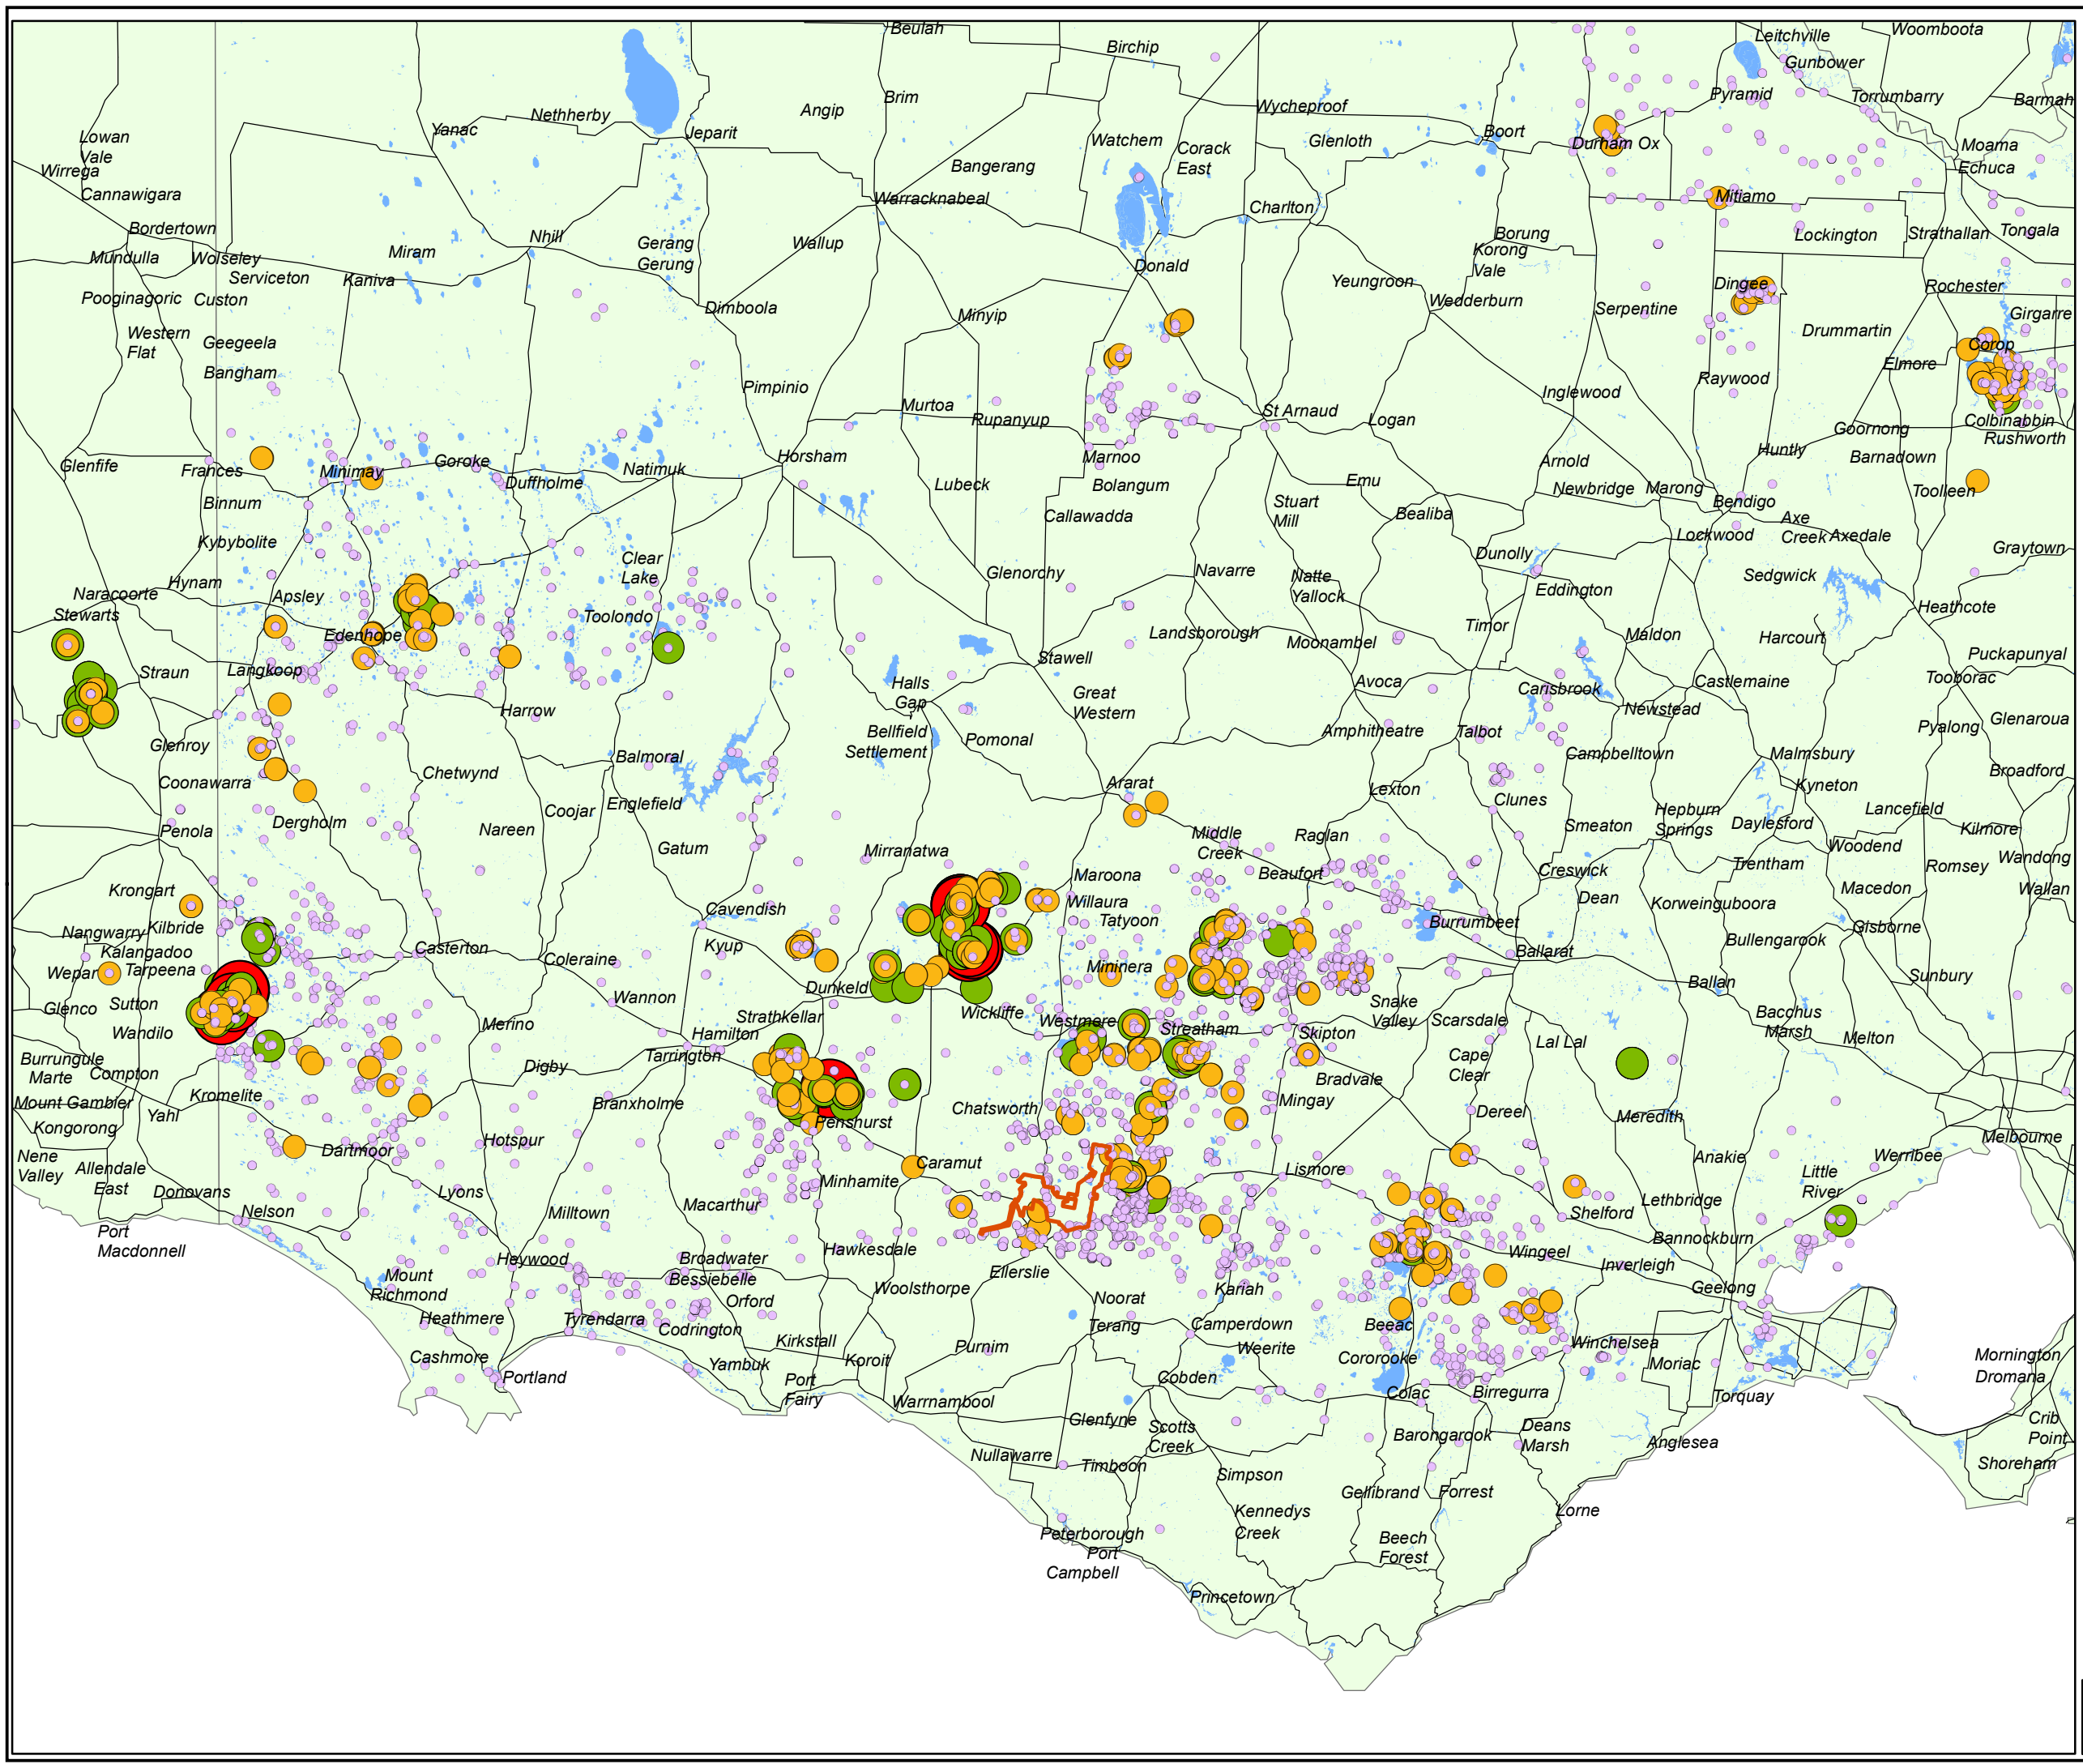 Beulah
Birchip
Leitchville
Woomboota
Gunbower
Nethherby
Angip
Brim
Wycheproof
Pyramid
Torrumbarry
Barmah
Lowan
Vale
Yanac
Jeparit
Watchem
Corack
East
Glenloth
Boort
Durham Ox
Moama
Echuca
Wirrega
Cannawigara
Bangerang
Warracknabeal
Charlton
Mitiamo
Bordertown
Mundulla
Wolseley
Serviceton
Miram
Nhill
Gerang
Gerung
Wallup
Donald
Borung
Korong
Vale
Lockington
Strathallan
Tongala
Kaniva
Pooginagoric
Custon
Dimboola
Minyip
Yeungroon
Wedderburn
Serpentine
Dingee
Rochester
Girgarre
Western
Flat
Geegeela
Drummartin
Corop
Elmore
Bangham
Pimpinio
Murtoa
Rupanyup
St Arnaud
Logan
Inglewood
Raywood
Colbinabbin
Rushworth
Goornong
Glenfife
Frances
Minimay
Goroke
Duffholme
Natimuk
Horsham
Lubeck
Marnoo
Bolangum
Emu
Arnold
Newbridge
Marong
Huntly
Barnadown
Toolleen
Binnum
Callawadda
Stuart
Mill
Bealiba
Bendigo
Axe
Creek
Axedale
Kybybolite
Clear
Lake
Dunolly
Lockwood
Graytown
Hynam
Naracoorte
Stewarts
Apsley
Glenorchy
Navarre
Natte
Yallock
Eddington
Sedgwick
Heathcote
Edenhope
Toolondo
Landsborough
Moonambel
Timor
Maldon
Harcourt
Puckapunyal
Straun
Langkoop
Stawell
Halls
Gap
Great
Western
Avoca
Carisbrook
Castlemaine
Tooborac
Newstead
Harrow
Bellfield
Settlement
Pomonal
Amphitheatre
Talbot
Campbelltown
Malmsbury
Pyalong
Glenaroua
Glenroy
Balmoral
Coonawarra
Chetwynd
Ararat
Lexton
Clunes
Kyneton
Broadford
Englefield
Coojar
Hepburn
Springs
Lancefield
Penola
Dergholm
Nareen
Gatum
Mirranatwa
Middle
Creek
Raglan
Smeaton
Daylesford
Kilmore
Woodend
Wandong
Krongart
Maroona
Willaura
Beaufort
Creswick
Dean
Trentham
Macedon
Romsey
Wallan
Korweinguboora
Nangwarry
Kilbride
Cavendish
Tatyoon
Burrumbeet
Gisborne
Kalangadoo
Wepar
Tarpeena
Casterton
Coleraine
Kyup
Mininera
Ballarat
Bullengarook
Sunbury
Glenco
Sutton
Wandilo
Wannon
Dunkeld
Ballan
Bacchus
Marsh
Melton
Merino
Strathkellar
Hamilton
Wickliffe
Westmere
Streatham
Skipton
Snake
Valley
Scarsdale
Lal Lal
Burrungule
Marte
Compton
Tarrington
Digby
Cape
Clear
Bradvale
Mount Gambier
Kromelite
Yahl
Branxholme
Penshurst
Chatsworth
Mingay
Dereel
Meredith
Kongorong
Hotspur
Dartmoor
Melbourne
Nene
Valley
Allendale
East
Donovans
Caramut
Minhamite
Lismore
Anakie
Werribee
Little
River
Nelson
Lyons
Milltown
Macarthur
Lethbridge
Shelford
Port
Macdonnell
Hawkesdale
Wingeel
Bannockburn
Inverleigh
Heywood
Broadwater
Bessiebelle
Orford
Ellerslie
Woolsthorpe
Kariah
Geelong
Mount
Richmond
Heathmere
Tyrendarra
Codrington
Noorat
Terang
Camperdown
Weerite
Beeac
Winchelsea
Cashmore
Kirkstall
Yambuk
Koroit
Purnim
Cororooke
Moriac
Mornington
Dromana
Portland
Port
Fairy
Warrnambool
Cobden
Colac
Birregurra
Torquay
Glenfyne
Scotts
Creek
Barongarook
Deans
Marsh
Anglesea
Crib
Point
Nullawarre
Timboon
Simpson
Shoreham
Gellibrand
Forrest
Kennedys
Creek
Lorne
Peterborough
Port
Campbell
Beech
Forest
Princetown